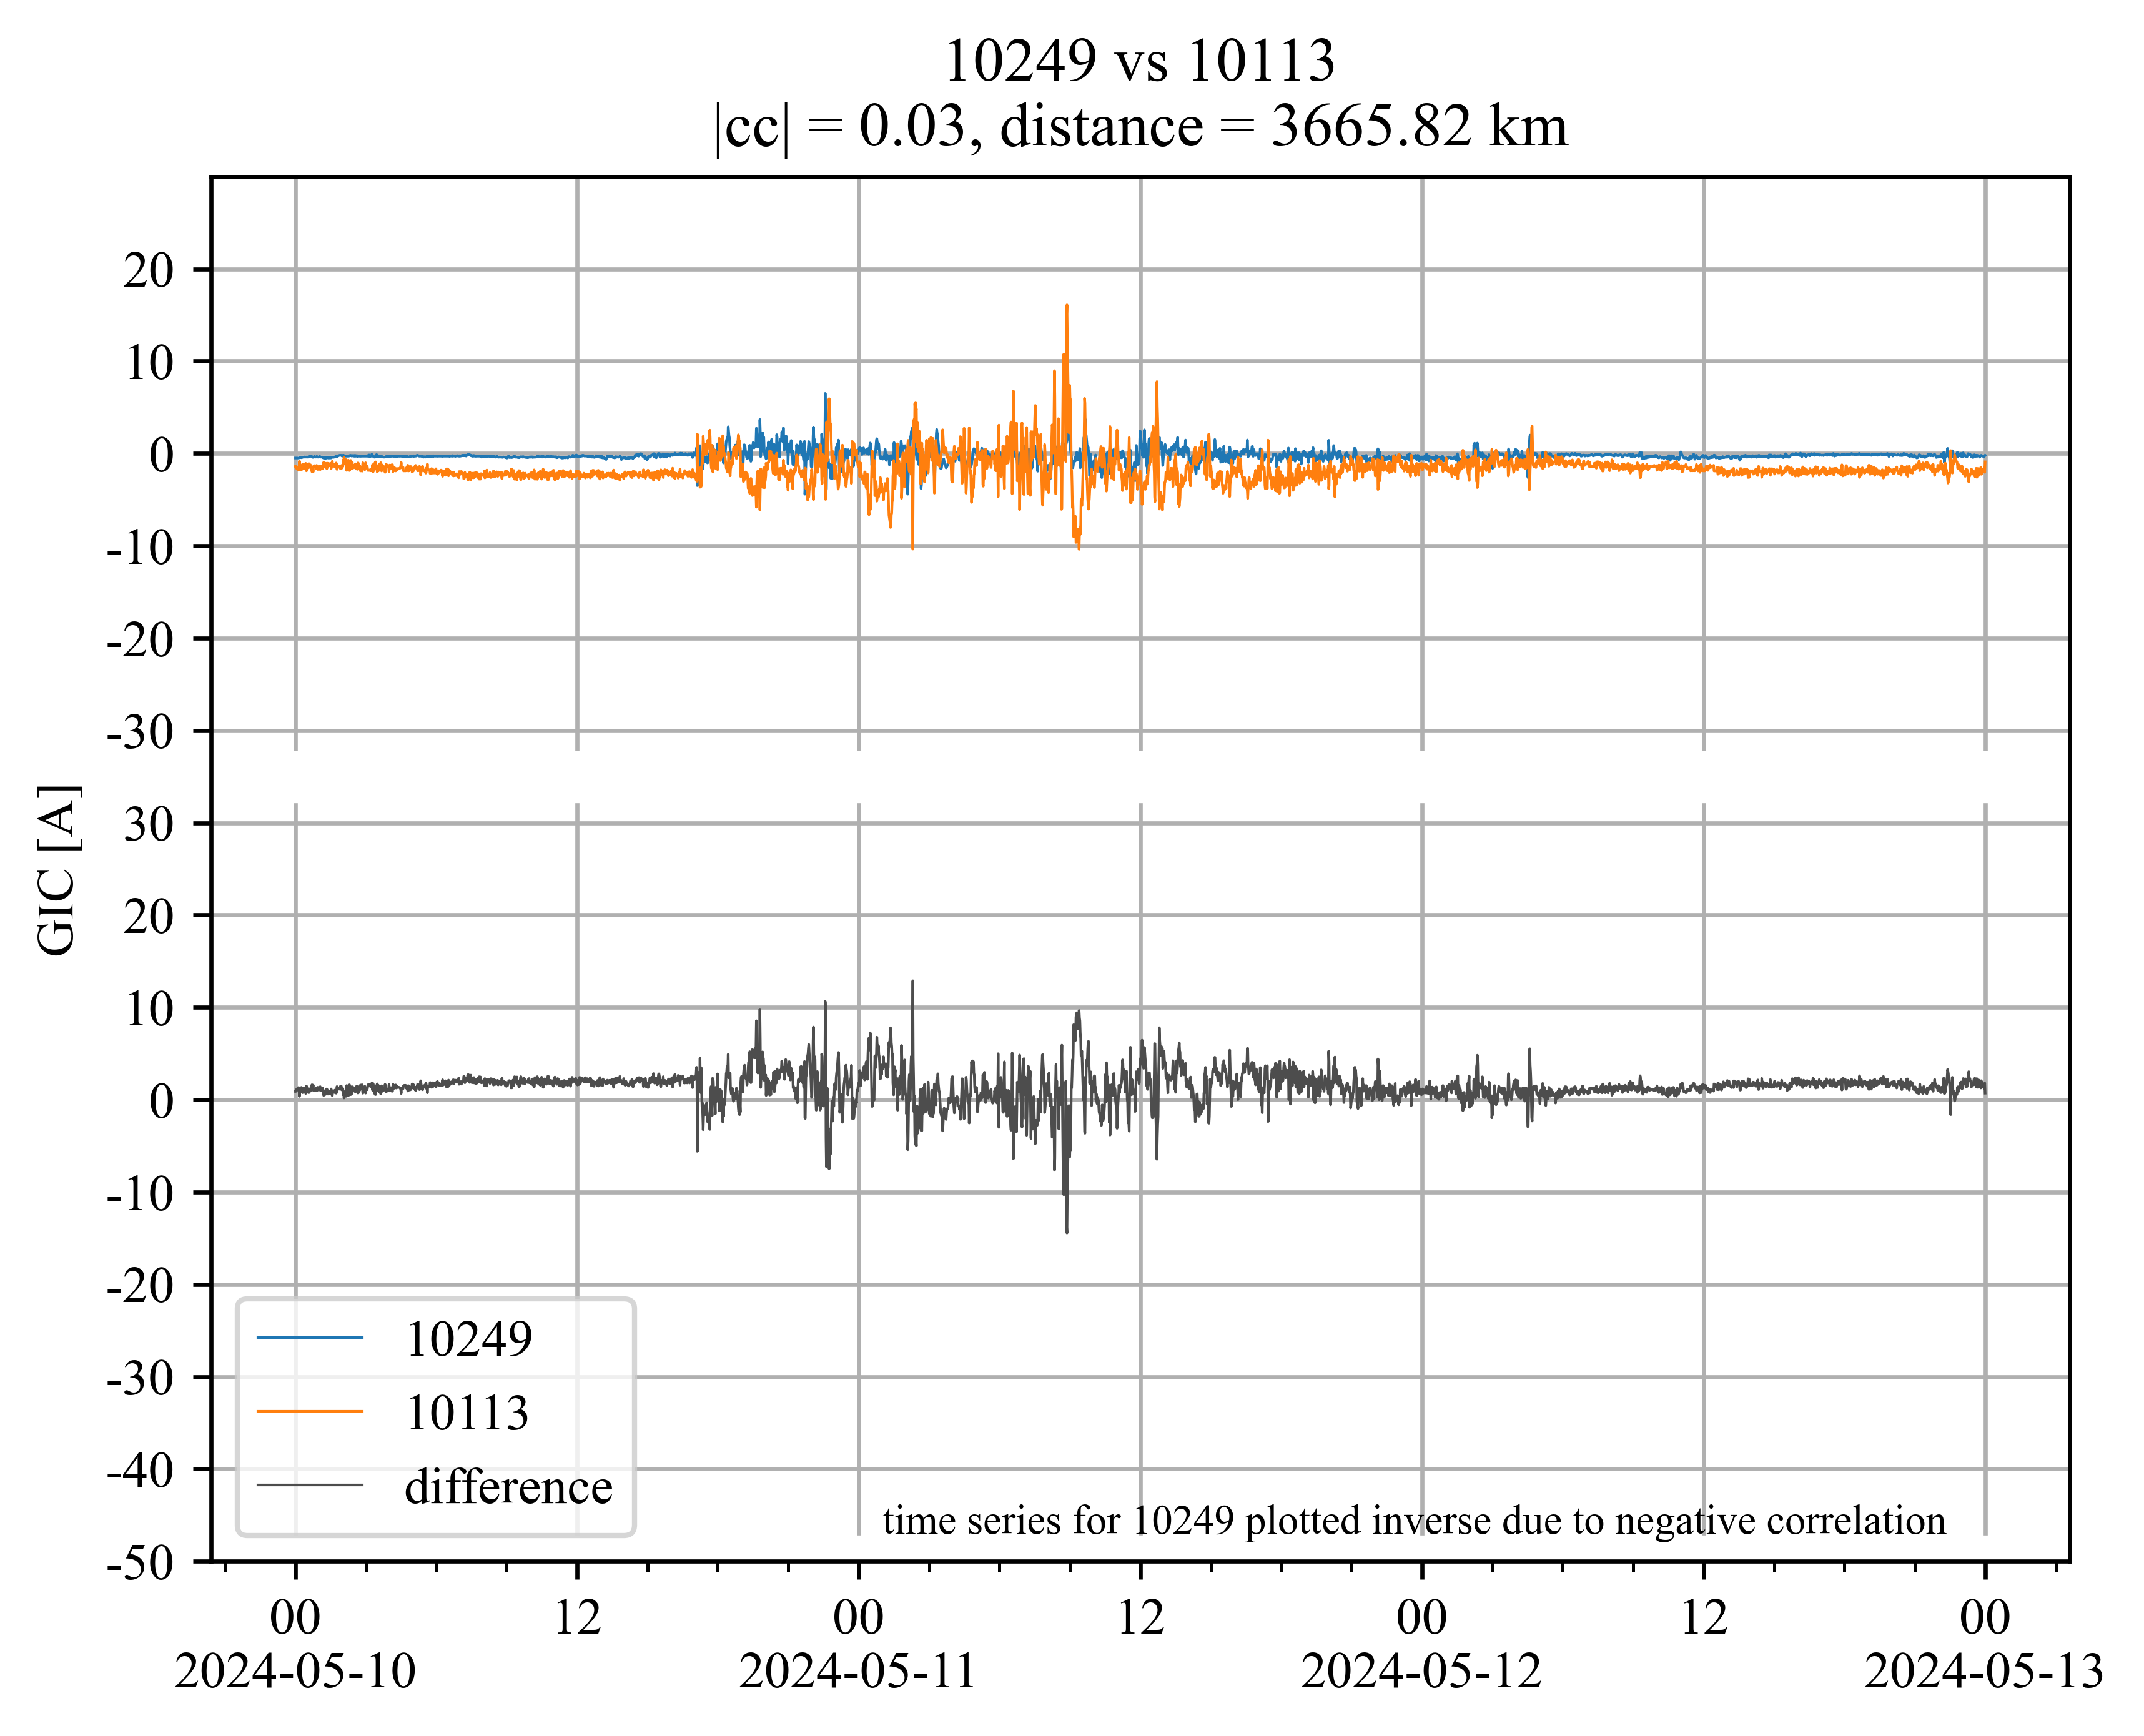 10249 vs 10113
|cc| = 0.03, distance = 3665.82 km
20
10
0
-10
-20
-30
30
20
10
0
-10
-20
-30
-40
-50
GIC [A]
10249
10113
difference
time series for 10249 plotted inverse due to negative correlation
00 12 00 12 00 12 00
2024-05-10 2024-05-11 2024-05-12 2024-05-13